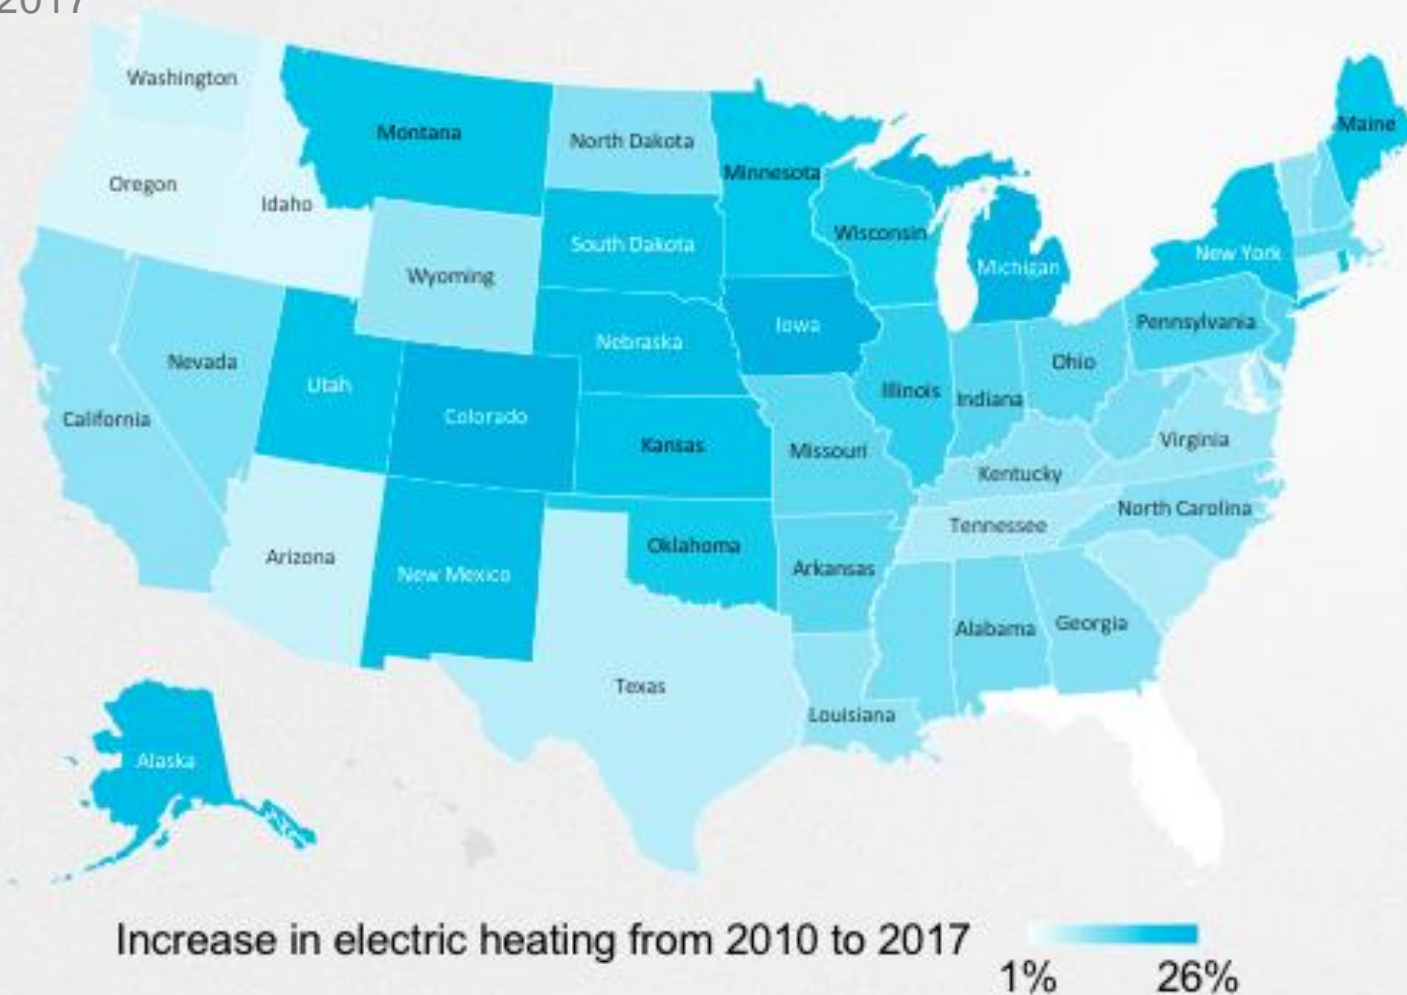 2017
Washington
Montana
North Dakota
Minnesota
Maine
Oregon
Idaho
Wisconsin
South Dakota
Michigan
New York
Wyoming
Iowa
Pennsylvania
Nebraska
Nevada
Utah
Ohio
Illinois
Indiana
Colorado
California
Kansas
Missouri
Virginia
Kentucky
North Carolina
Tennessee
Oklahoma
Arizona
New Mexico
Arkansas
Alabama
Georgia
Texas
Louisiana
Alaska
Increase in electric heating from 2010 to 2017
1% 26%